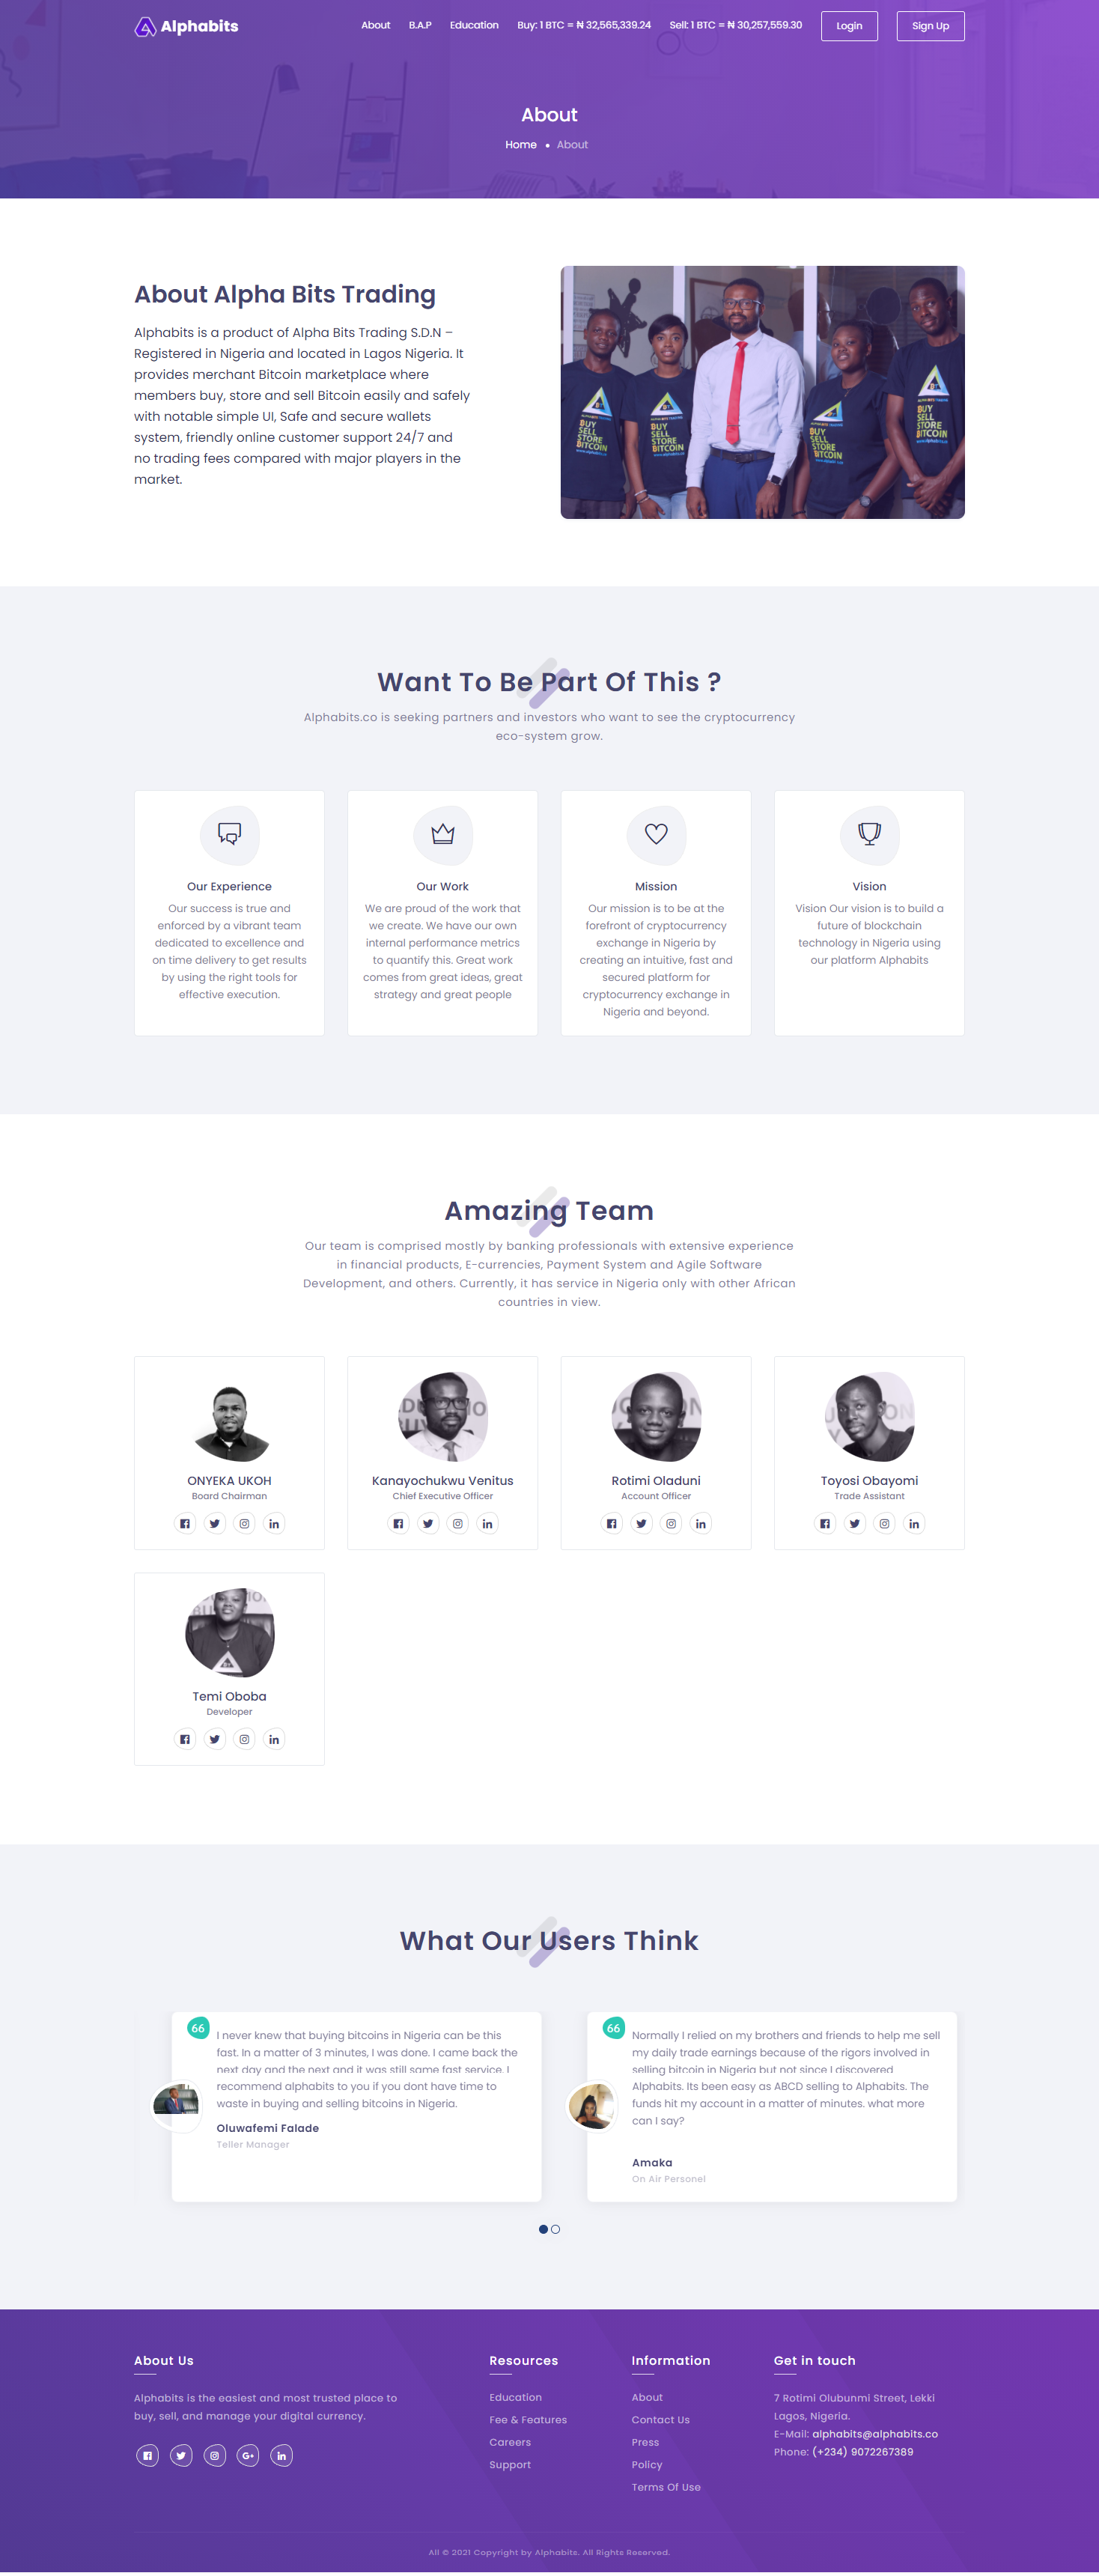 Alphabits
About B.A.P Education Buy: 1 BTC = ₦ 32,565,339.24 Sell: 1 BTC = ₦ 30,257,559.30 Login Sign Up
About
Home • About
About Alpha Bits Trading
Alphabits is a product of Alpha Bits Trading S.D.N –
Registered in Nigeria and located in Lagos Nigeria. It
provides merchant Bitcoin marketplace where
members buy, store and sell Bitcoin easily and safely
with notable simple UI, Safe and secure wallets
system, friendly online customer support 24/7 and
no trading fees compared with major players in the
market.
BUY
SELL
STORE
BITCOIN
BUY
SELL
STORE
BITCOIN
BUY
SELL
STORE
BITCOIN
BUY
SELL
STORE
BITCOIN
Want To Be Part Of This ?
Alphabits.co is seeking partners and investors who want to see the cryptocurrency
eco-system grow.
Our Experience
Our success is true and
enforced by a vibrant team
dedicated to excellence and
on time delivery to get results
by using the right tools for
effective execution.
Our Work
We are proud of the work that
we create. We have our own
internal performance metrics
to quantify this. Great work
comes from great ideas, great
strategy and great people
Mission
Our mission is to be at the
forefront of cryptocurrency
exchange in Nigeria by
creating an intuitive, fast and
secured platform for
cryptocurrency exchange in
Nigeria and beyond.
Vision
Vision Our vision is to build a
future of blockchain
technology in Nigeria using
our platform Alphabits
Amazing Team
Our team is comprised mostly by banking professionals with extensive experience
in financial products, E-currencies, Payment System and Agile Software
Development, and others. Currently, it has service in Nigeria only with other African
countries in view.
ONYEKA UKOH
Board Chairman
Kanayochukwu Venitus
Chief Executive Officer
Rotimi Oladuni
Account Officer
Toyosi Obayomi
Trade Assistant
Temi Oboba
Developer
What Our Users Think
I never knew that buying bitcoins in Nigeria can be this
fast. In a matter of 3 minutes, I was done. I came back the
next day and the next and it was still same fast service. I
recommend alphabits to you if you dont have time to
waste in buying and selling bitcoins in Nigeria.
Oluwafemi Falade
Teller Manager
Normally I relied on my brothers and friends to help me sell
my daily trade earnings because of the rigors involved in
selling bitcoin in Nigeria but not since I discovered
Alphabits. Its been easy as ABCD selling to Alphabits. The
funds hit my account in a matter of minutes. what more
can I say?
Amaka
On Air Personel
About Us
Alphabits is the easiest and most trusted place to
buy, sell, and manage your digital currency.
Resources
Education
Fee & Features
Careers
Support
Information
About
Contact Us
Press
Policy
Terms Of Use
Get in touch
7 Rotimi Olubunmi Street, Lekki
Lagos, Nigeria.
E-Mail: alphabits@alphabits.co
Phone: (+234) 9072267389
All © 2021 Copyright by Alphabits. All Rights Reserved.